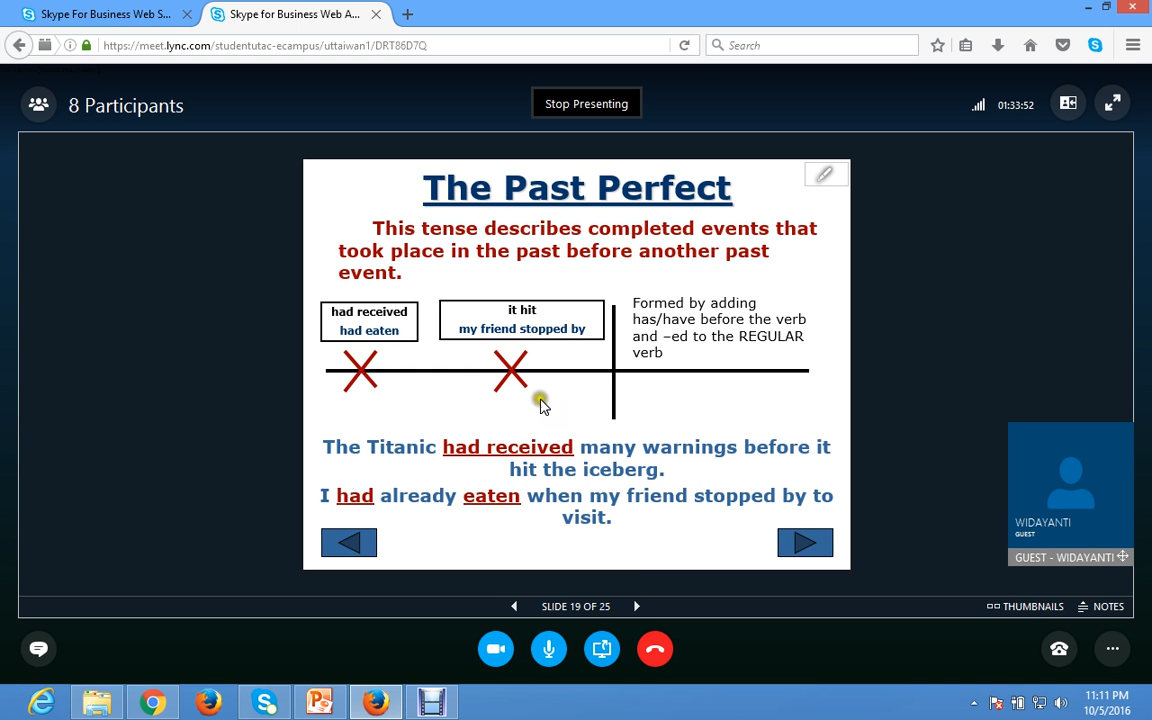 Skype For Business Web S...
Skype for Business Web A...
https://meet.lync.com/studentutac-ecampus/uttaiwan1/DRT86D7Q
Search
8 Participants
Stop Presenting
01:33:52
The Past Perfect
This tense describes completed events that
took place in the past before another past
event.
had received
had eaten
it hit
my friend stopped by
Formed by adding
has/have before the verb
and –ed to the REGULAR
verb
The Titanic had received many warnings before it
hit the iceberg.
I had already eaten when my friend stopped by to
visit.
WIDAYANTI
GUEST
GUEST - WIDAYANTI
SLIDE 19 OF 25
THUMBNAILS
NOTES
11:11 PM
10/5/2016